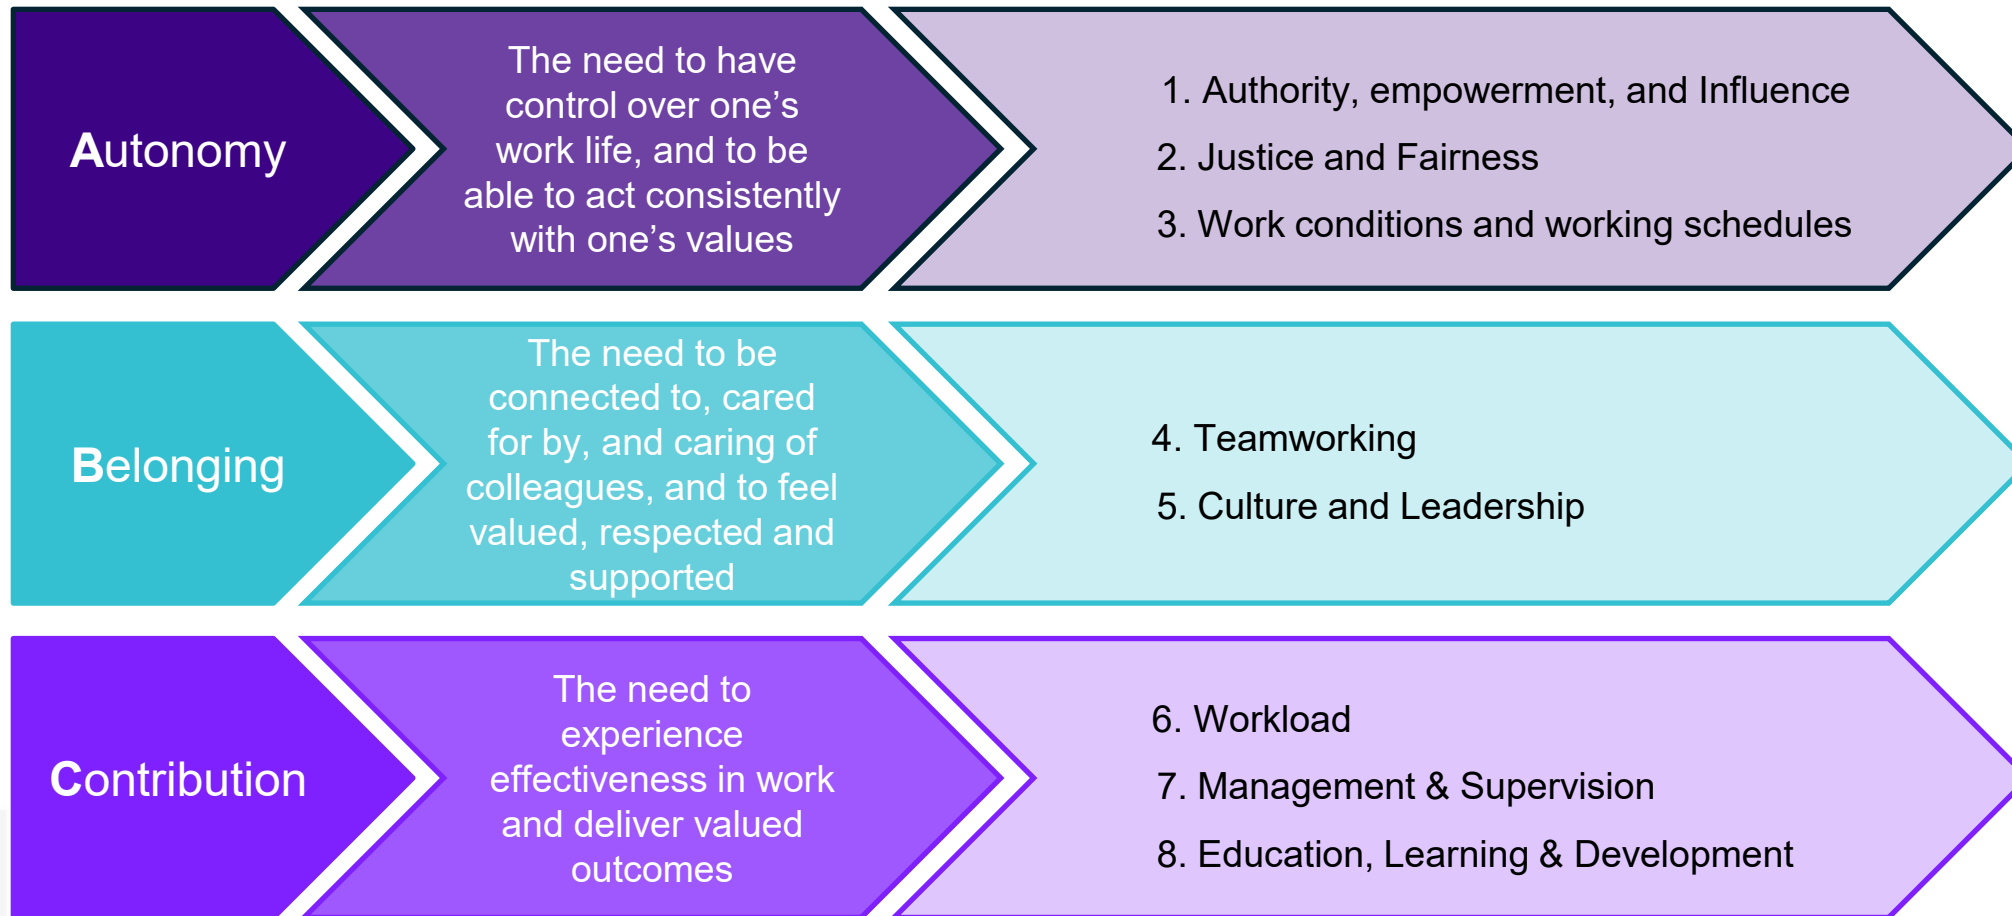 Autonomy
The need to have
control over one’s
work life, and to be
able to act consistently
with one’s values
1. Authority, empowerment, and Influence
2. Justice and Fairness
3. Work conditions and working schedules
Belonging
The need to be
connected to, cared
for by, and caring of
colleagues, and to feel
valued, respected and
supported
4. Teamworking
5. Culture and Leadership
Contribution
The need to
experience
effectiveness in work
and deliver valued
outcomes
6. Workload
7. Management & Supervision
8. Education, Learning & Development